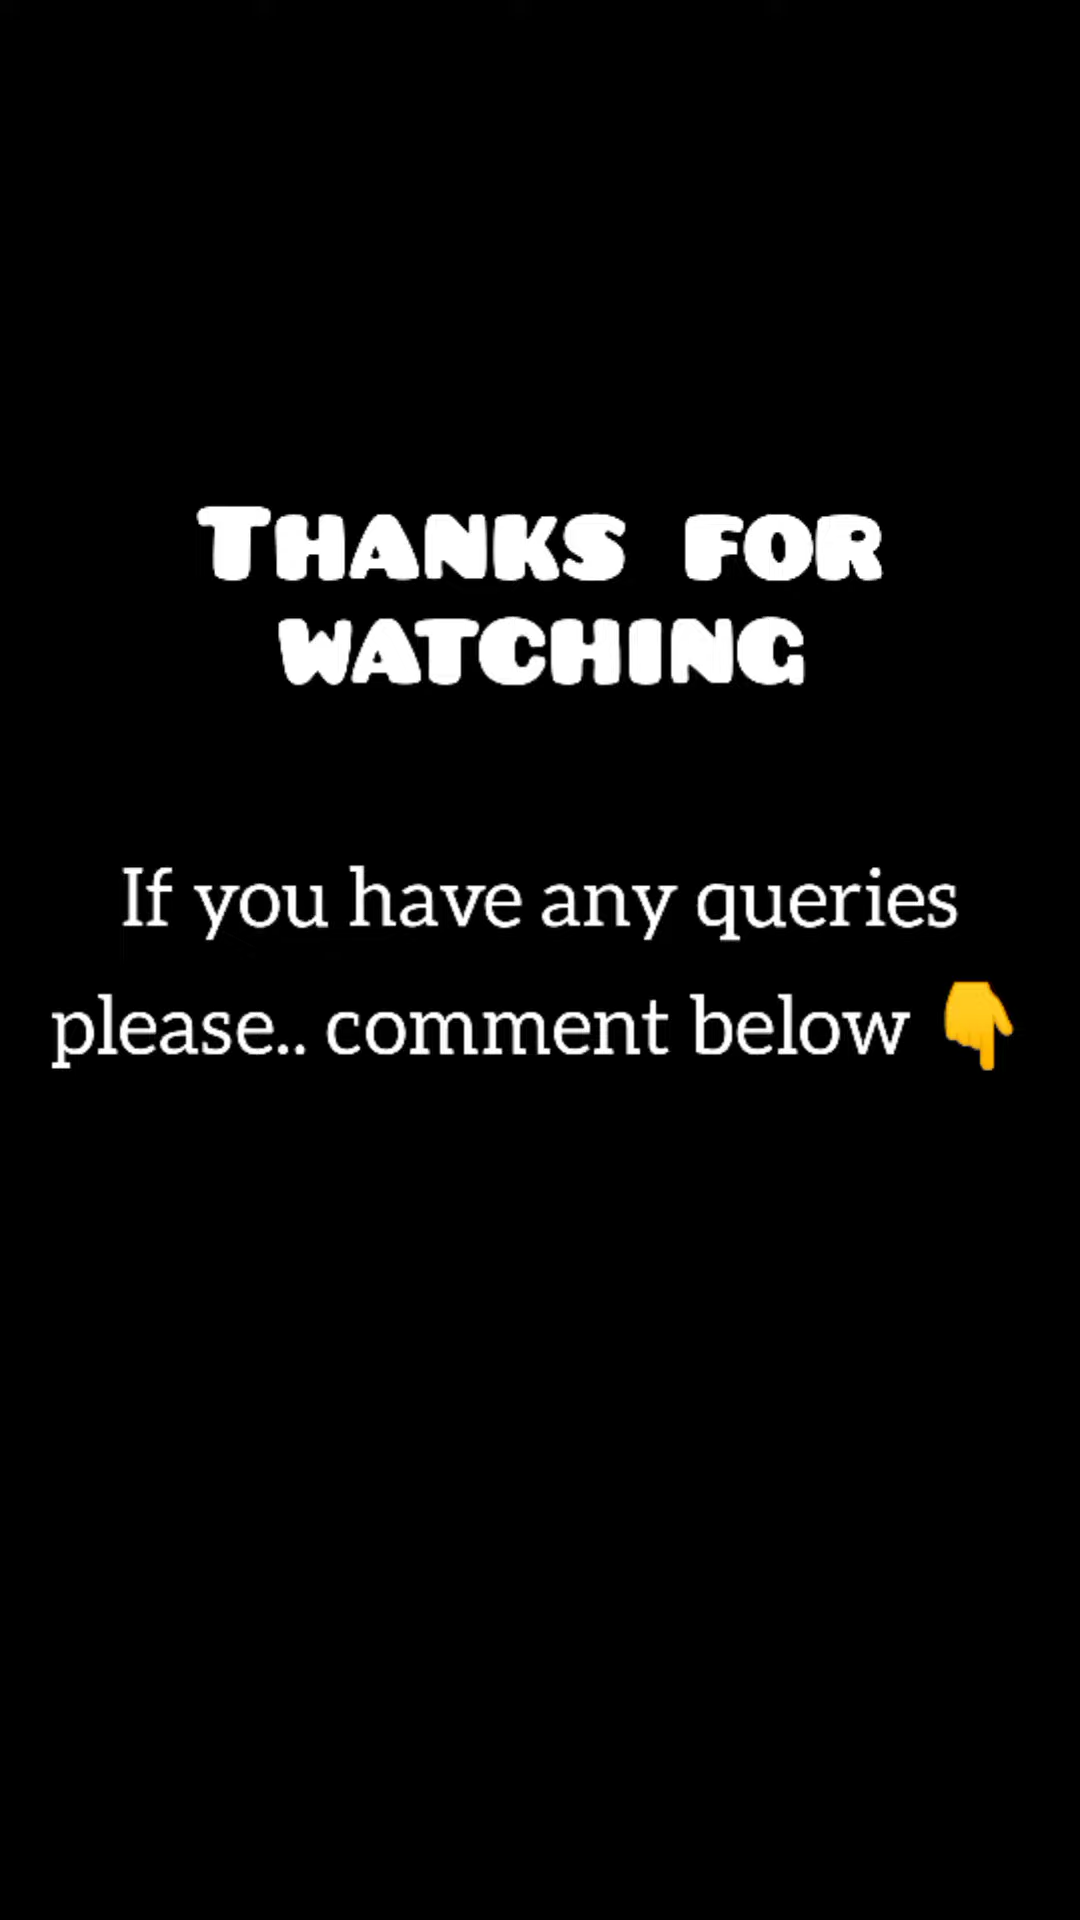 THANKS FOR
WATCHING
If you have any queries
please.. comment below 👇